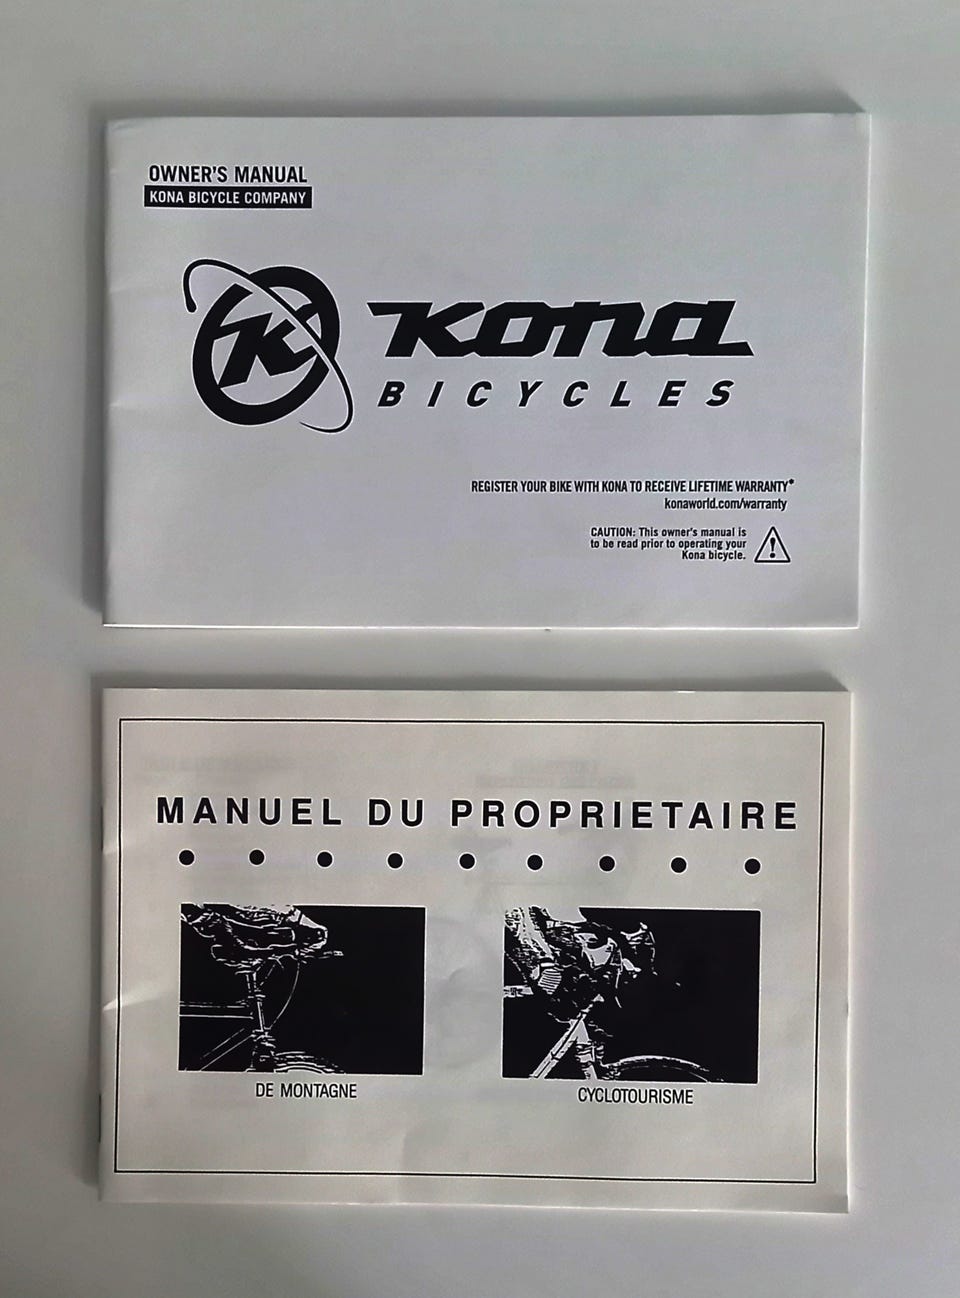 OWNER'S MANUAL
KONA BICYCLE COMPANY
K
KONA
BICYCLES
REGISTER YOUR BIKE WITH KONA TO RECEIVE LIFETIME WARRANTY*
konaworld.com/warranty
CAUTION: This owner's manual is
to be read prior to operating your
Kona bicycle.
!
MANUEL DU PROPRIETAIRE
DE MONTAGNE
CYCLOTOURISME